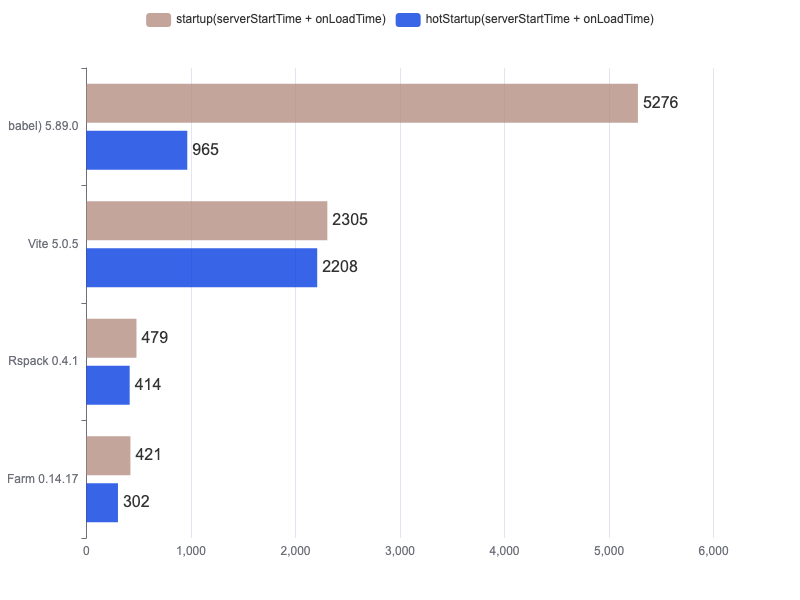 startup(serverStartTime + onLoadTime) hotStartup(serverStartTime + onLoadTime)
babel) 5.89.0
5276
965
Vite 5.0.5
2305
2208
Rspack 0.4.1
479
414
Farm 0.14.17
421
302
0 1,000 2,000 3,000 4,000 5,000 6,000